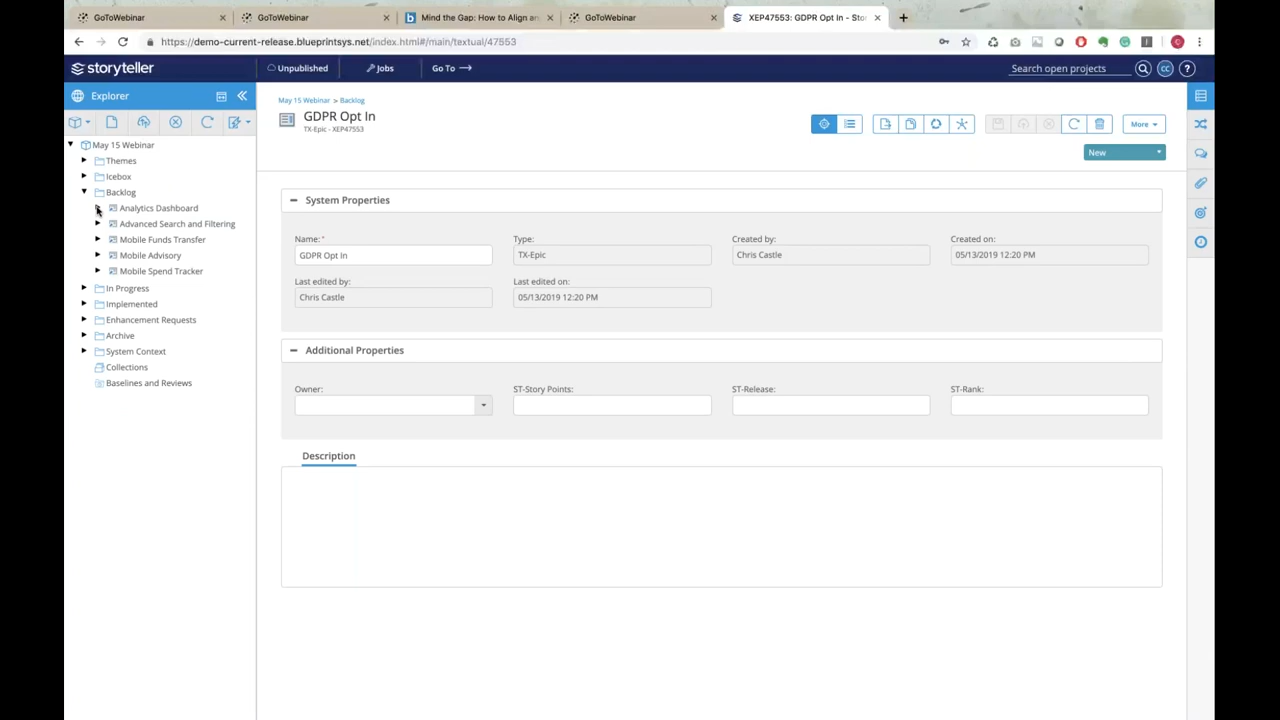 GoToWebinar
GoToWebinar
Mind the Gap: How to Align an
GoToWebinar
XEP47553: GDPR Opt In - Sto
https://demo-current-release.blueprintsys.net/index.html#/main/textual/47553
storyteller
Unpublished
Jobs
Go To
Search open projects
CC
?
Explorer
May 15 Webinar
Themes
Icebox
Backlog
Analytics Dashboard
Advanced Search and Filtering
Mobile Funds Transfer
Mobile Advisory
Mobile Spend Tracker
In Progress
Implemented
Enhancement Requests
Archive
System Context
Collections
Baselines and Reviews
May 15 Webinar > Backlog
GDPR Opt In
TX-Epic - XEP47553
More
New
System Properties
Name:* Type: Created by: Created on:
GDPR Opt In TX-Epic Chris Castle 05/13/2019 12:20 PM
Last edited by: Last edited on:
Chris Castle 05/13/2019 12:20 PM
Additional Properties
Owner: ST-Story Points: ST-Release: ST-Rank:
Description